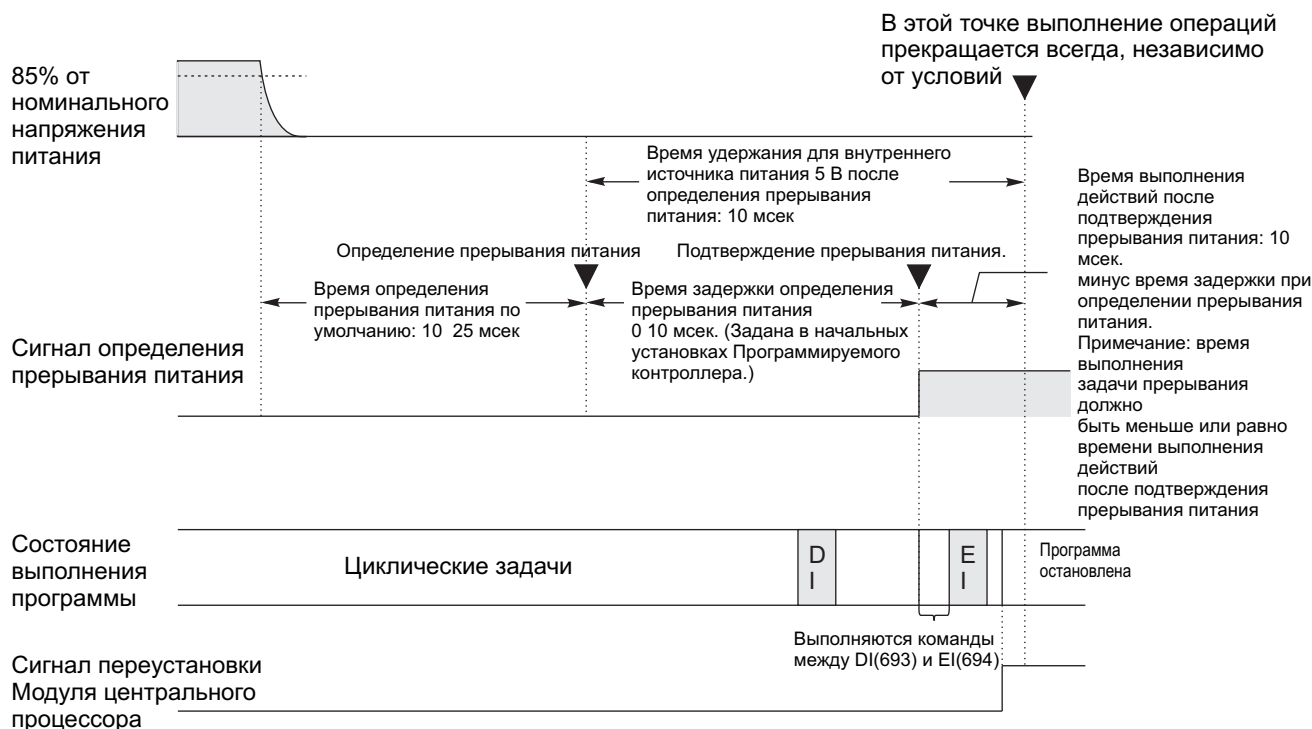 В этой точке выполнение операций
прекращается всегда, независимо
от условий
85% от
номинального
напряжения
питания
Время удержания для внутреннего
источника питания 5 В после
определения прерывания
питания: 10 мсек
Время выполнения
действий после
подтверждения
прерывания питания: 10
мсек.
минус время задержки при
определении прерывания
питания.
Примечание: время
выполнения
задачи прерывания
должно
быть меньше или равно
времени выполнения
действий
после подтверждения
прерывания питания
Определение прерывания питания
Подтверждение прерывания питания.
Время определения
прерывания питания по
умолчанию: 10 25 мсек
Время задержки определения
прерывания питания
0 10 мсек. (Задана в начальных
установках Программируемого
контроллера.)
Сигнал определения
прерывания питания
Состояние
выполнения
программы
Циклические задачи
D
I
E
I
Программа
остановлена
Выполняются команды
между DI(693) и EI(694)
Сигнал переустановки
Модуля центрального
процессора